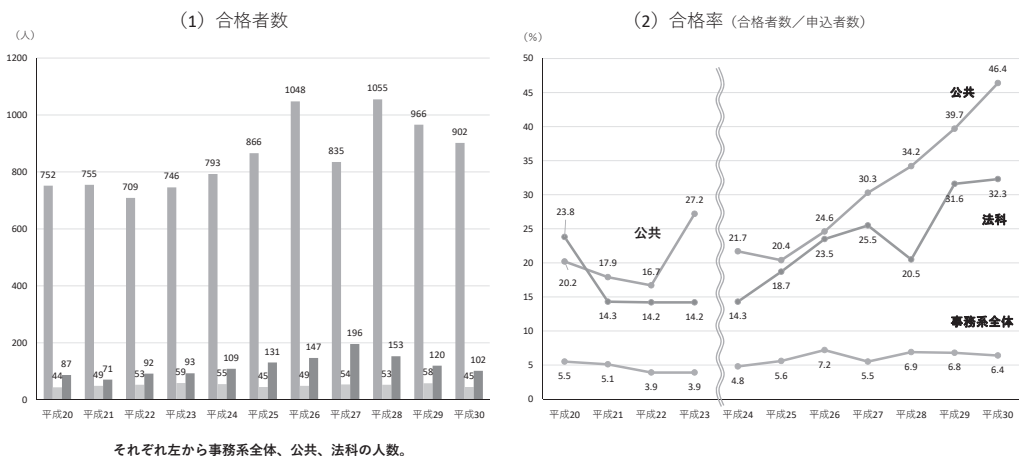 （1）合格者数
（人）
1200
1000
800
600
400
200
0
752 755 709 746 793 866 1048 835 1055 966 902
44 49 53 59 55 45 49 54 53 58 45
87 71 92 93 109 131 147 196 153 120 102
平成20 平成21 平成22 平成23 平成24 平成25 平成26 平成27 平成28 平成29 平成30
それぞれ左から事務系全体、公共、法科の人数。
（2）合格率（合格者数／申込者数）
（%）
50
45
40
35
30
25
20
15
10
5
0
公共
公共
法科
事務系全体
20.2 17.9 16.7 27.2 21.7 20.4 24.6 30.3 34.2 39.7 46.4
23.8 14.3 14.2 14.2 14.3 18.7 23.5 25.5 20.5 31.6 32.3
5.5 5.1 3.9 3.9 4.8 5.6 7.2 5.5 6.9 6.8 6.4
平成20 平成21 平成22 平成23 平成24 平成25 平成26 平成27 平成28 平成29 平成30